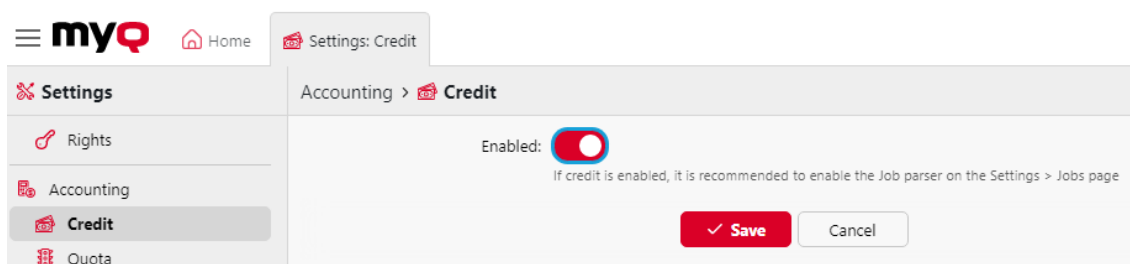 myQ
Home
Settings: Credit
Settings
Accounting > Credit
Rights
Enabled:
If credit is enabled, it is recommended to enable the Job parser on the Settings > Jobs page
Accounting
Credit
Save
Cancel
Quota